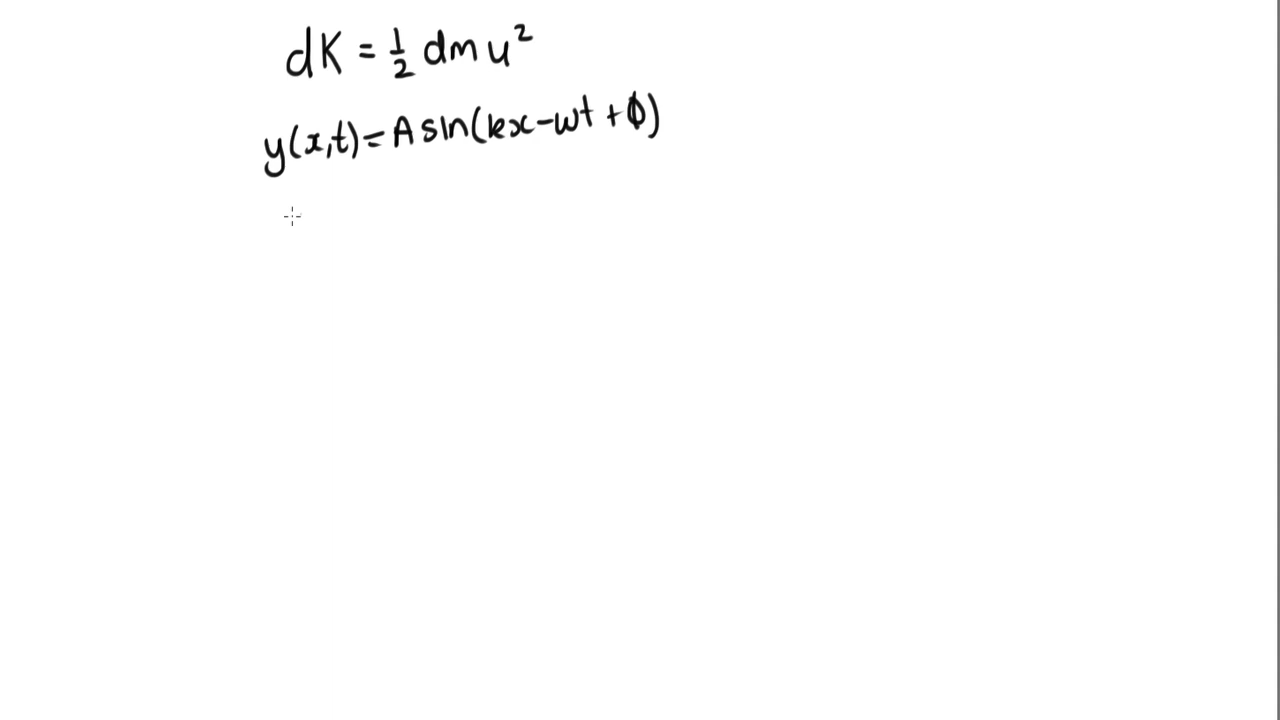 dK = ½ dm u²
y(x,t) = A sin(kx - ωt + ϕ)